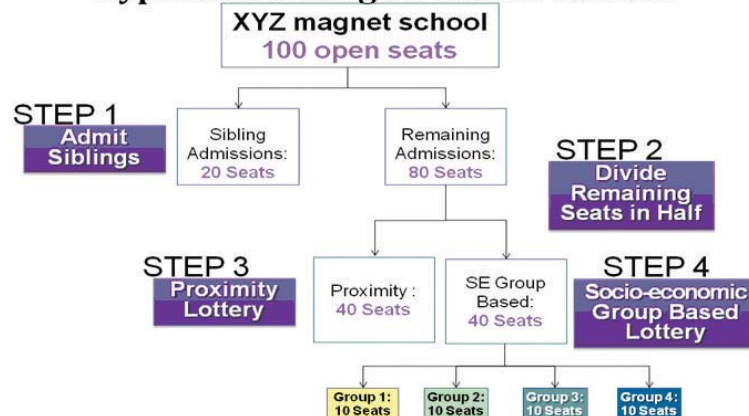 XYZ magnet school
100 open seats
STEP 1
Admit
Siblings
Sibling
Admissions:
20 Seats
Remaining
Admissions:
80 Seats
STEP 2
Divide
Remaining
Seats in Half
STEP 3
Proximity
Lottery
Proximity :
40 Seats
SE Group
Based:
40 Seats
STEP 4
Socio-economic
Group Based
Lottery
Group 1:
10 Seats
Group 2:
10 Seats
Group 3:
10 Seats
Group 4:
10 Seats